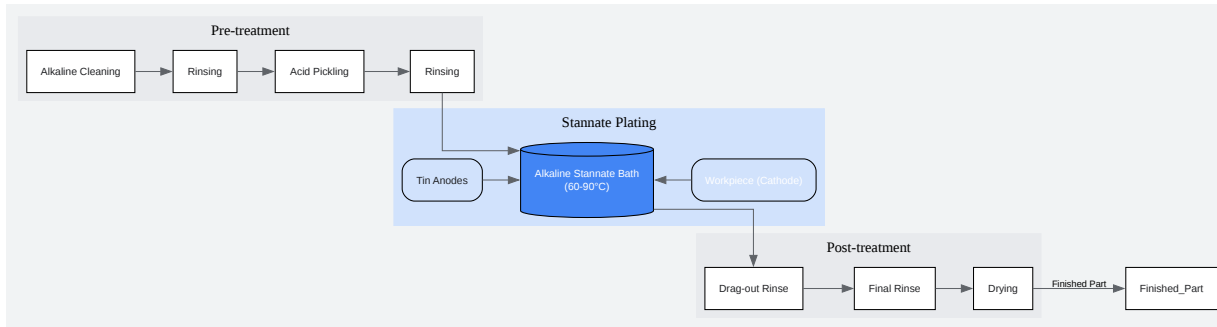 Pre-treatment
Alkaline Cleaning
Rinsing
Acid Pickling
Rinsing
Stannate Plating
Tin Anodes
Alkaline Stannate Bath
(60-90°C)
Workpiece (Cathode)
Post-treatment
Drag-out Rinse
Final Rinse
Drying
Finished Part
Finished_Part